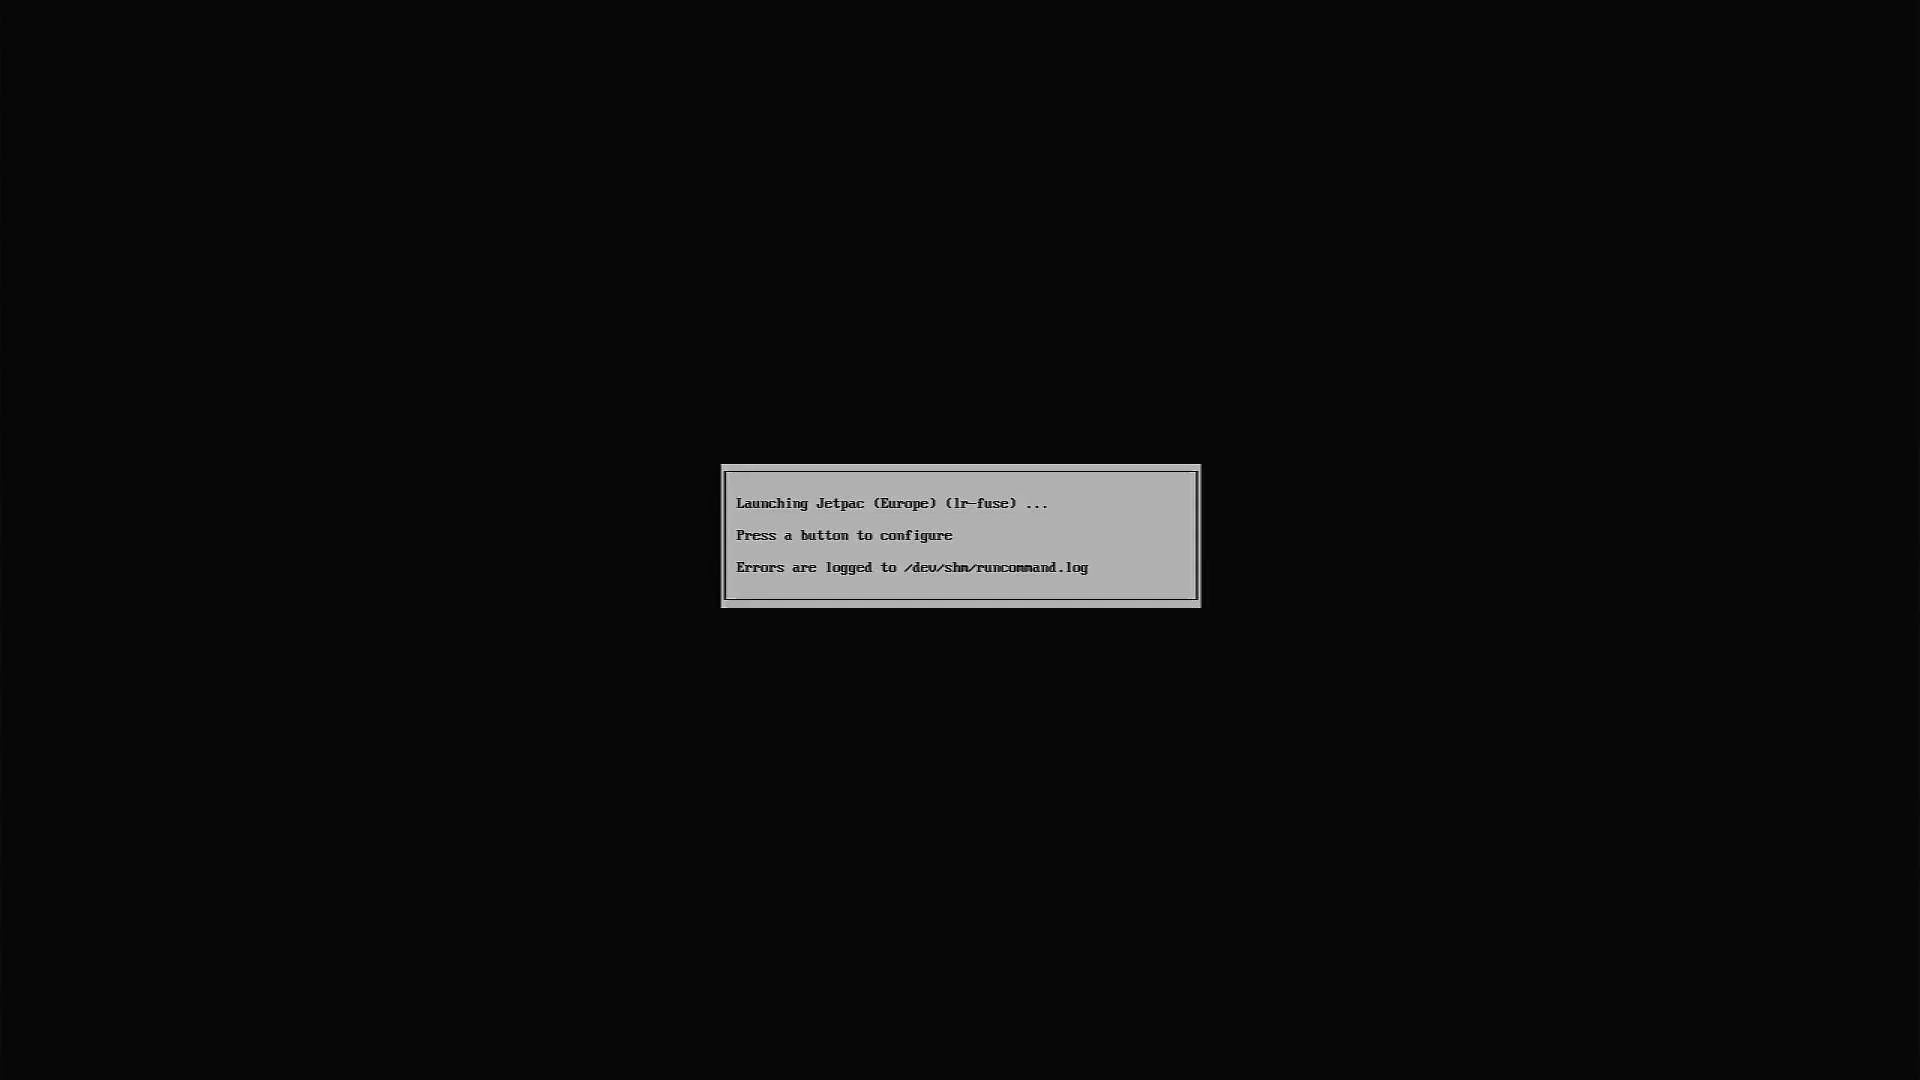 Launching Jetpac (Europe) (lr-fuse) ...
Press a button to configure
Errors are logged to /dev/shm/runcommand.log